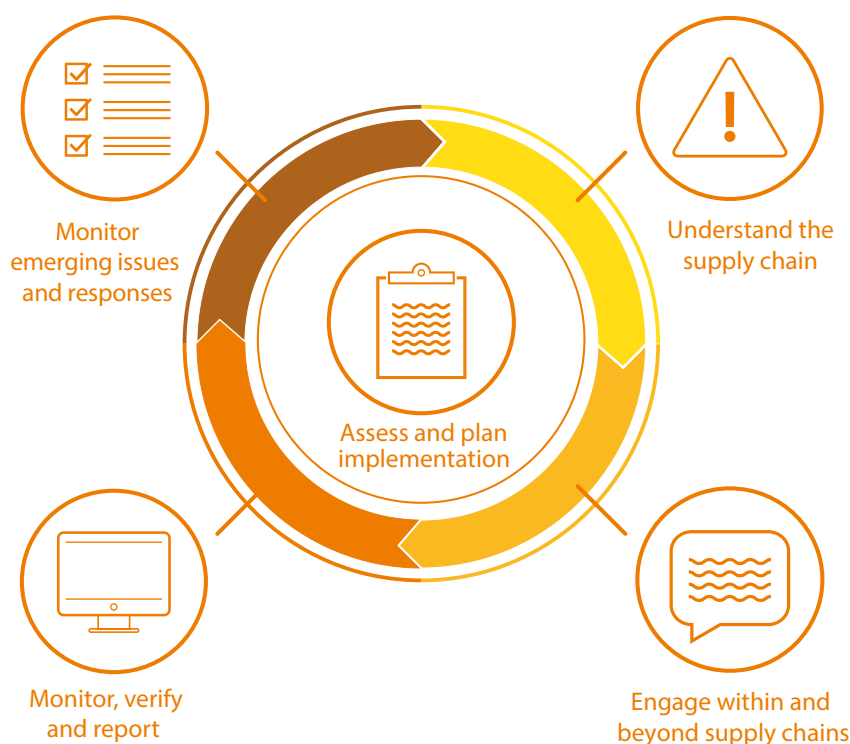 Monitor
emerging issues
and responses
Understand the
supply chain
Assess and plan
implementation
Monitor, verify
and report
Engage within and
beyond supply chains